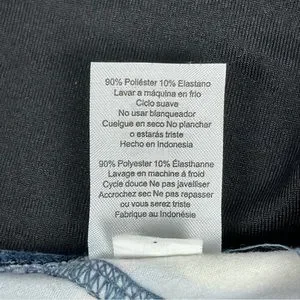 90% Poliéster 10% Elastano
Lavar a máquina en frío
Ciclo suave
No usar blanqueador
Cuelgue en seco No planchar
o estarás triste
Hecho en Indonesia
90% Polyester 10% Élasthanne
Lavage en machine à froid
Cycle douce Ne pas javelliser
Accrochez sec Ne pas repasser
ou vous serez triste
Fabrique au Indonésie